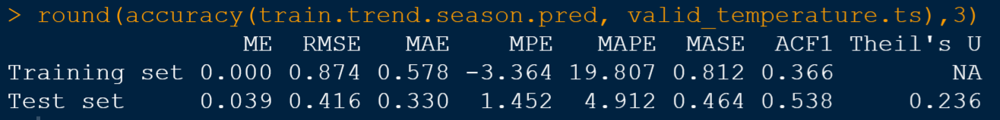 > round(accuracy(train.trend.season.pred, valid_temperature.ts),3)
ME RMSE MAE MPE MAPE MASE ACF1 Theil's U
Training set 0.000 0.874 0.578 -3.364 19.807 0.812 0.366 NA
Test set 0.039 0.416 0.330 1.452 4.912 0.464 0.538 0.236